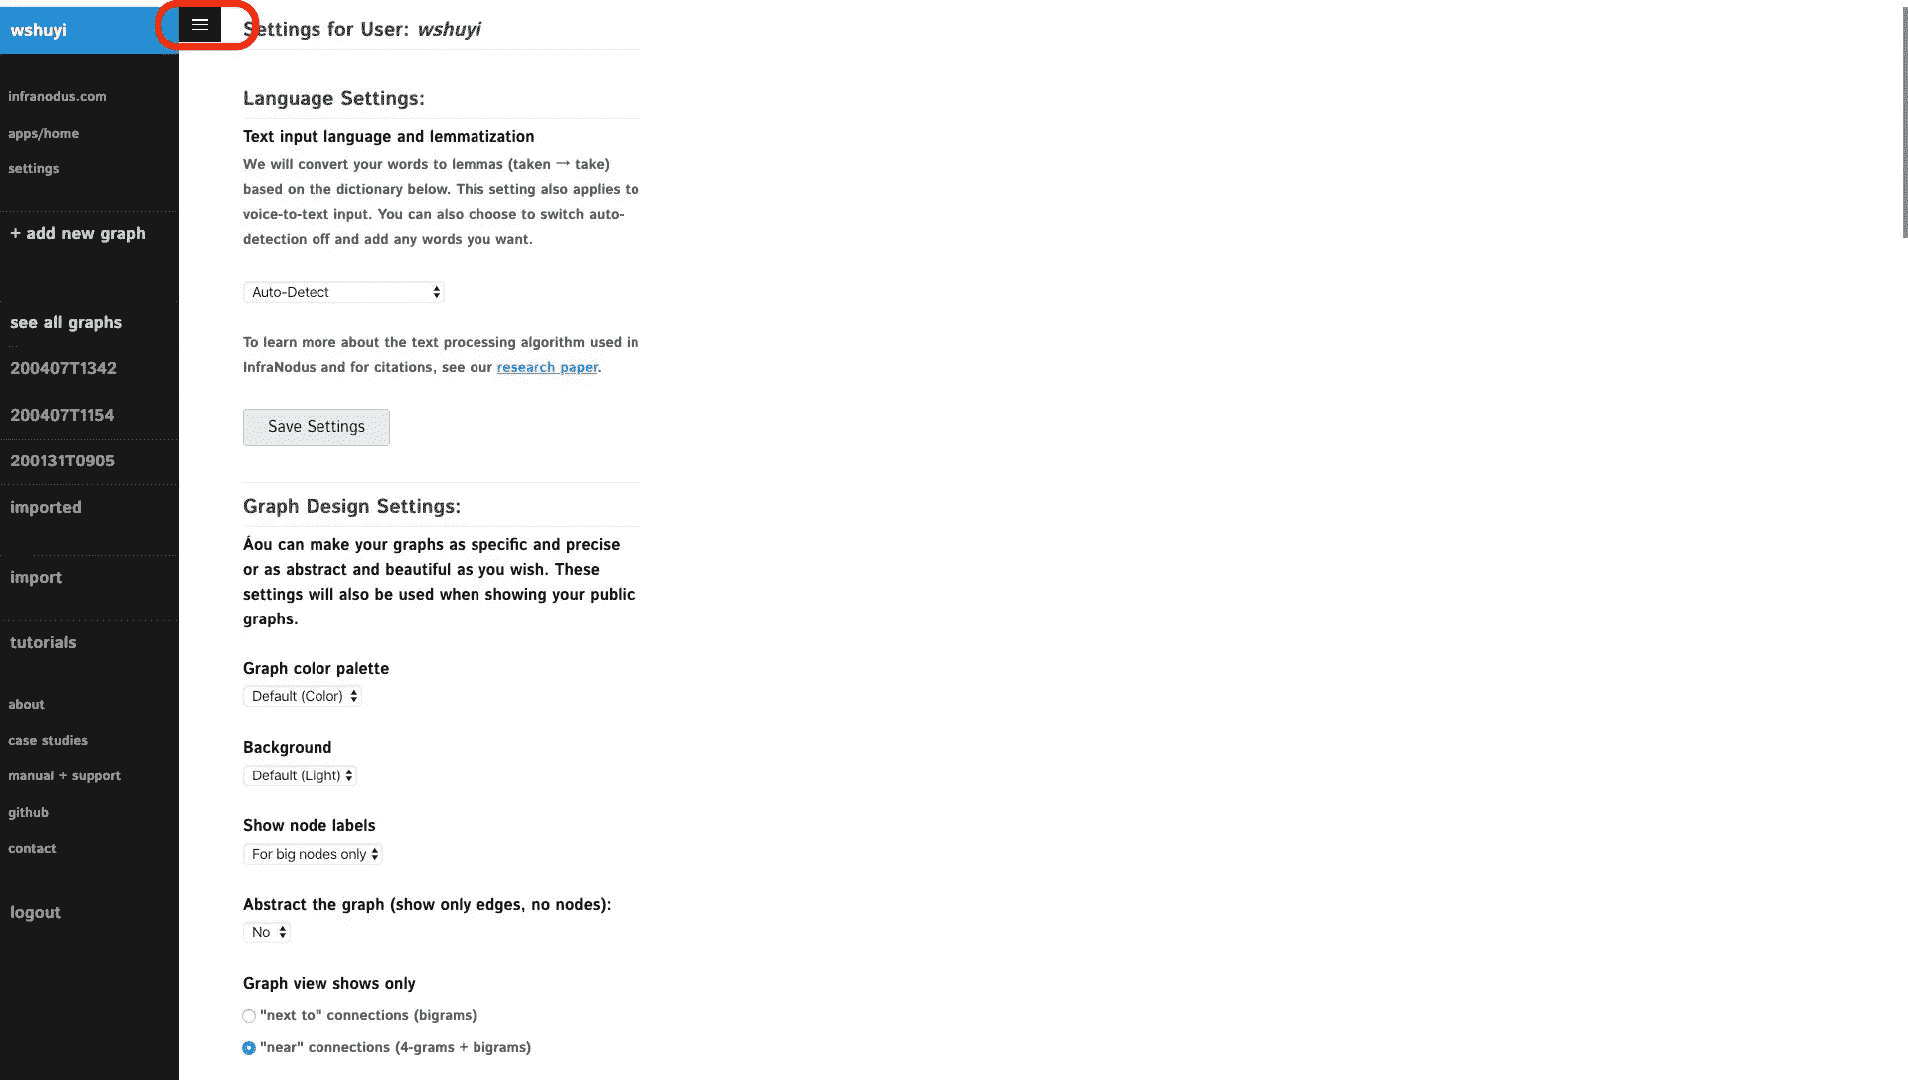 wshuyi
infranodus.com
apps/home
settings
+ add new graph
see all graphs
...
200407T1342
200407T1154
200131T0905
imported
import
tutorials
about
case studies
manual + support
github
contact
logout
Settings for User: wshuyi
Language Settings:
Text input language and lemmatization
We will convert your words to lemmas (taken → take)
based on the dictionary below. This setting also applies to
voice-to-text input. You can also choose to switch auto-
detection off and add any words you want.
Auto-Detect
To learn more about the text processing algorithm used in
InfraNodus and for citations, see our research paper.
Save Settings
Graph Design Settings:
Áou can make your graphs as specific and precise
or as abstract and beautiful as you wish. These
settings will also be used when showing your public
graphs.
Graph color palette
Default (Color)
Background
Default (Light)
Show node labels
For big nodes only
Abstract the graph (show only edges, no nodes):
No
Graph view shows only
"next to" connections (bigrams)
"near" connections (4-grams + bigrams)